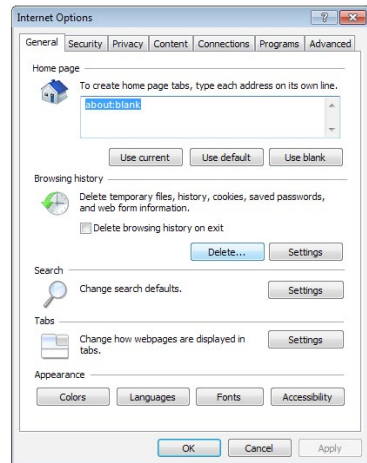 Internet Options
General Security Privacy Content Connections Programs Advanced
Home page
To create home page tabs, type each address on its own line.
about:blank
Use current Use default Use blank
Browsing history
Delete temporary files, history, cookies, saved passwords,
and web form information.
Delete browsing history on exit
Delete... Settings
Search
Change search defaults. Settings
Tabs
Change how webpages are displayed in
tabs.
Settings
Appearance
Colors Languages Fonts Accessibility
OK Cancel Apply